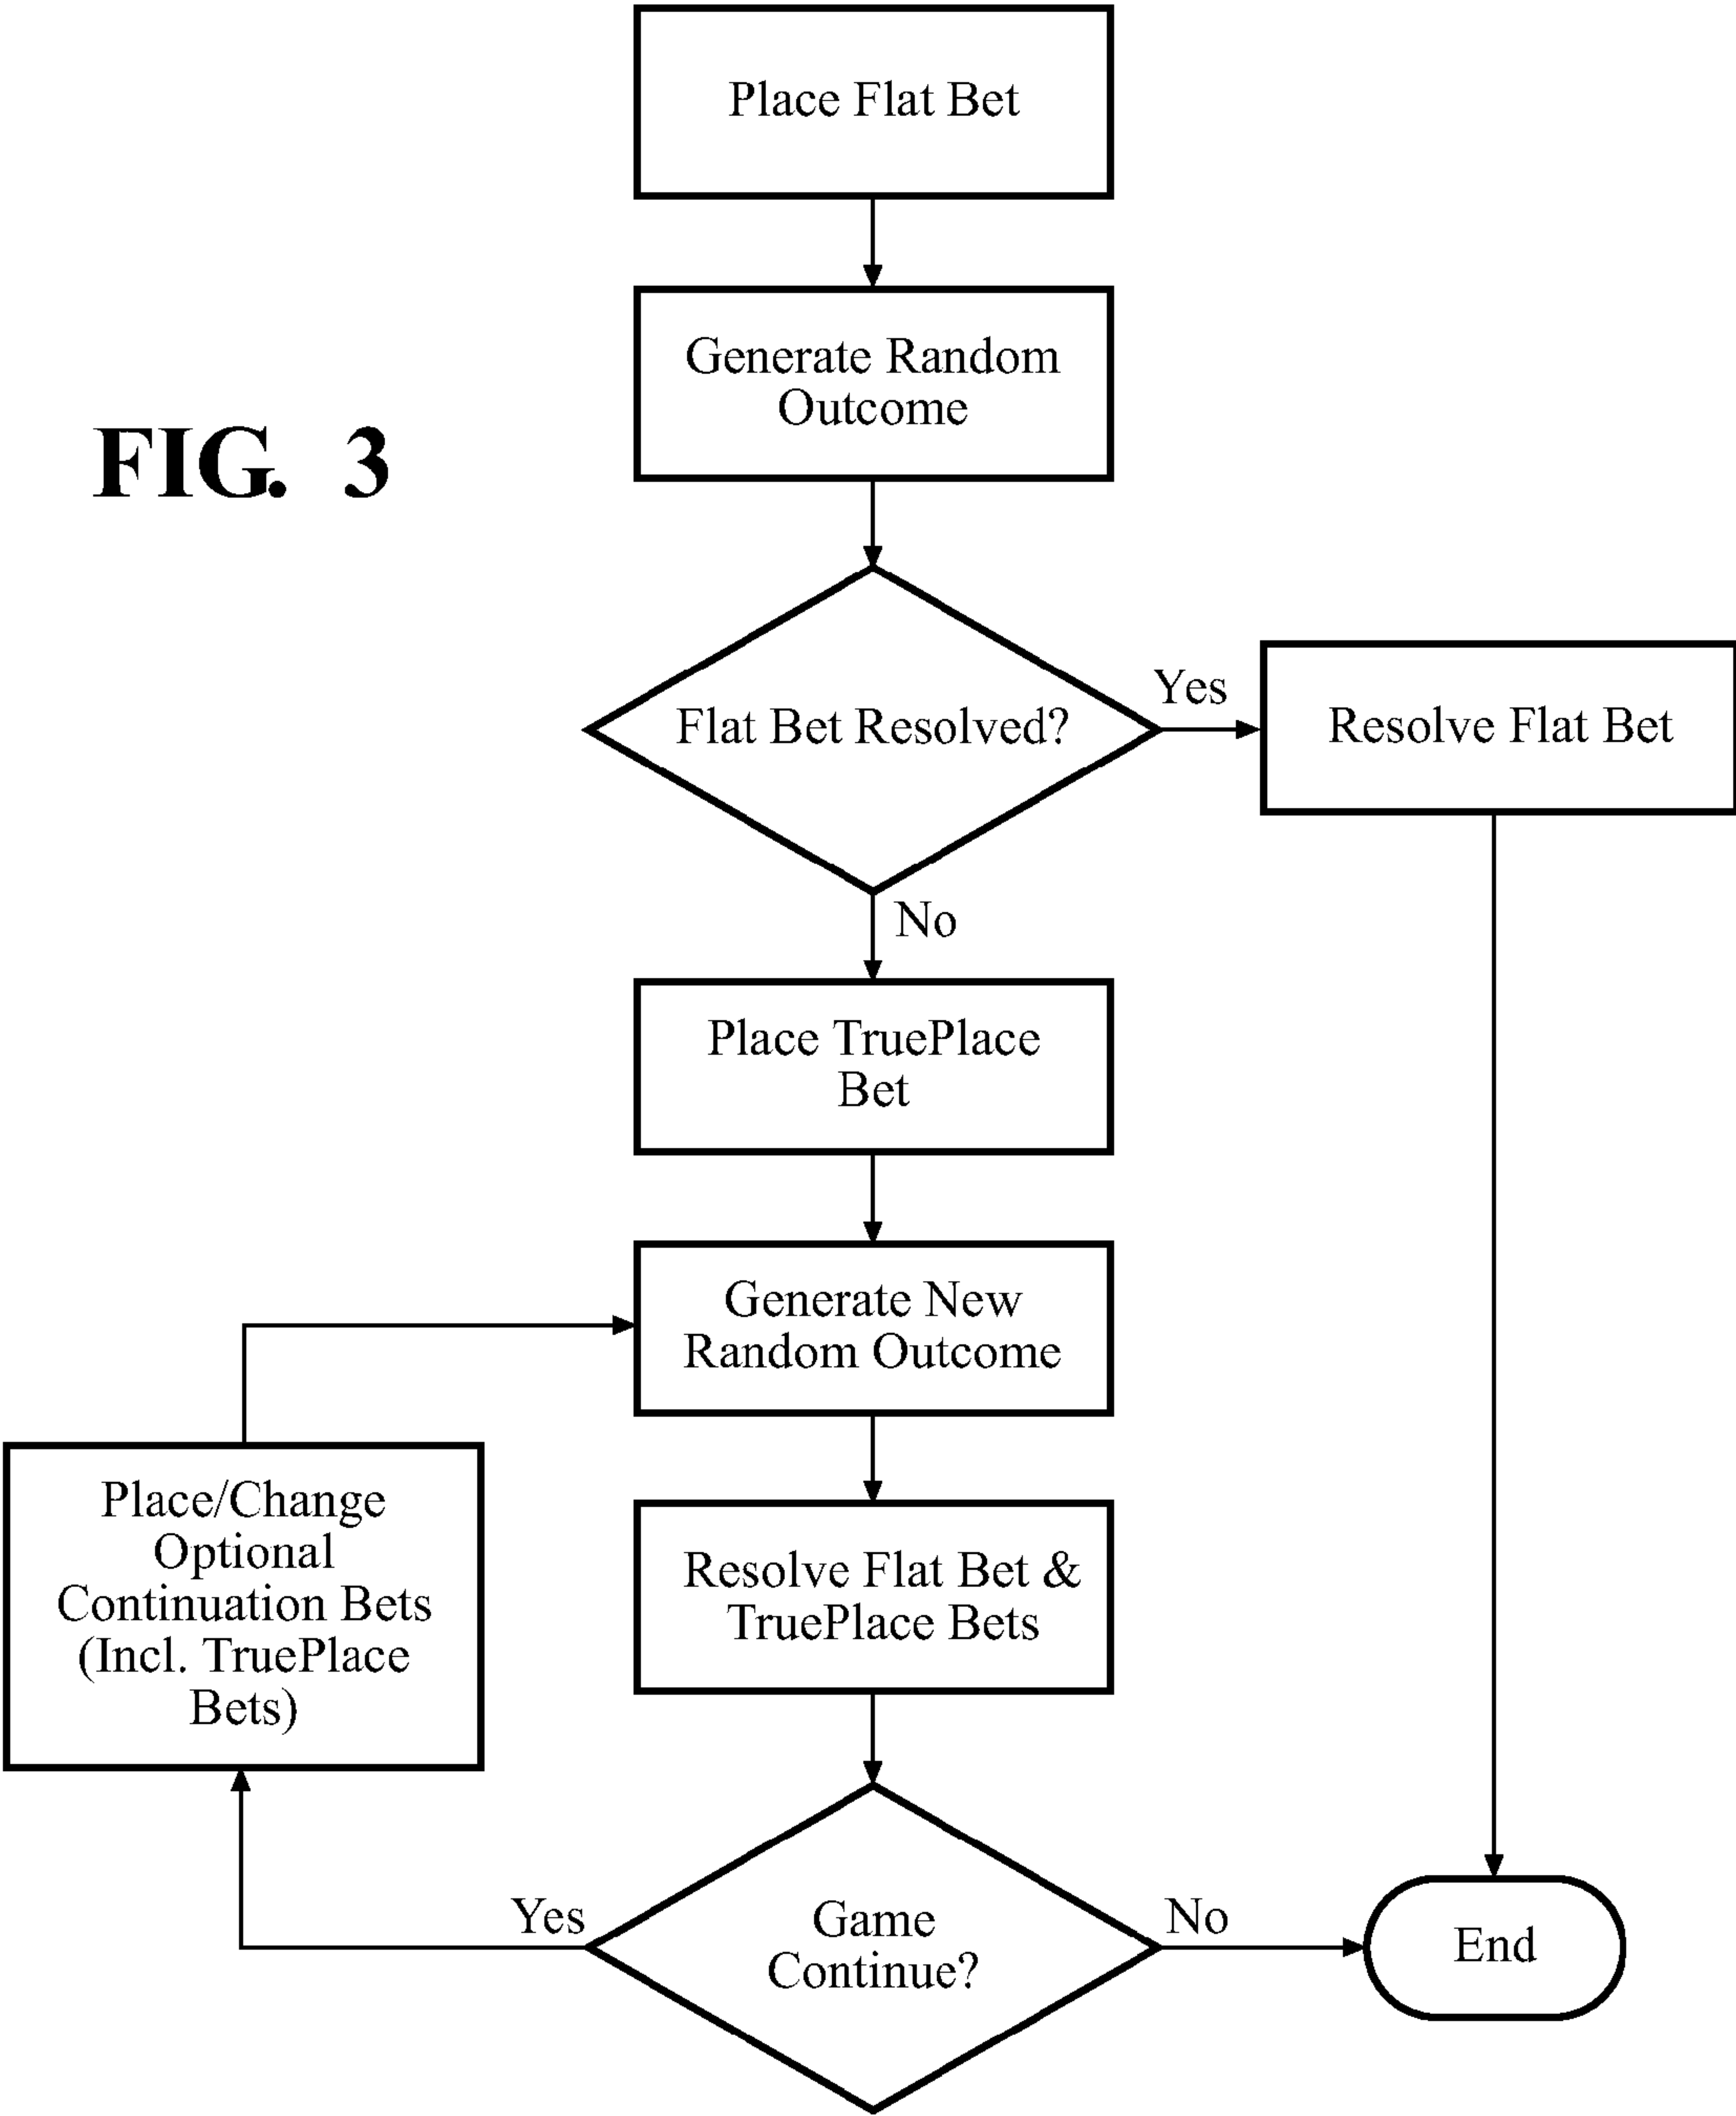 Place Flat Bet
Generate Random
Outcome
FIG. 3
Flat Bet Resolved?
Yes
Resolve Flat Bet
No
Place TruePlace
Bet
Generate New
Random Outcome
Place/Change
Optional
Continuation Bets
(Incl. TruePlace
Bets)
Resolve Flat Bet &
TruePlace Bets
Yes
Game
Continue?
No
End